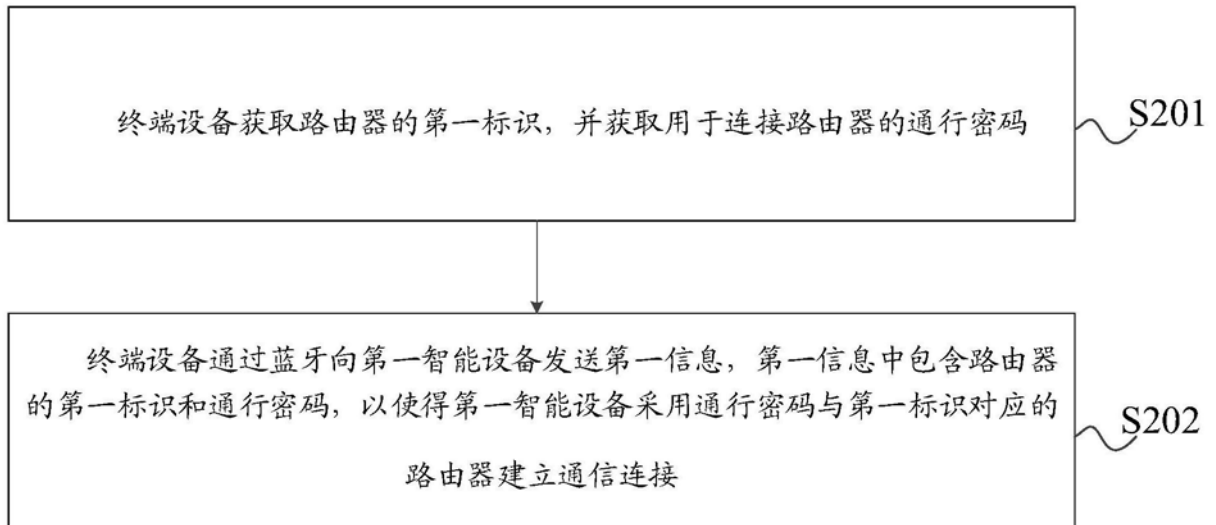 终端设备获取路由器的第一标识，并获取用于连接路由器的通行密码
S201
终端设备通过蓝牙向第一智能设备发送第一信息，第一信息中包含路由器
的第一标识和通行密码，以使得第一智能设备采用通行密码与第一标识对应的
路由器建立通信连接
S202